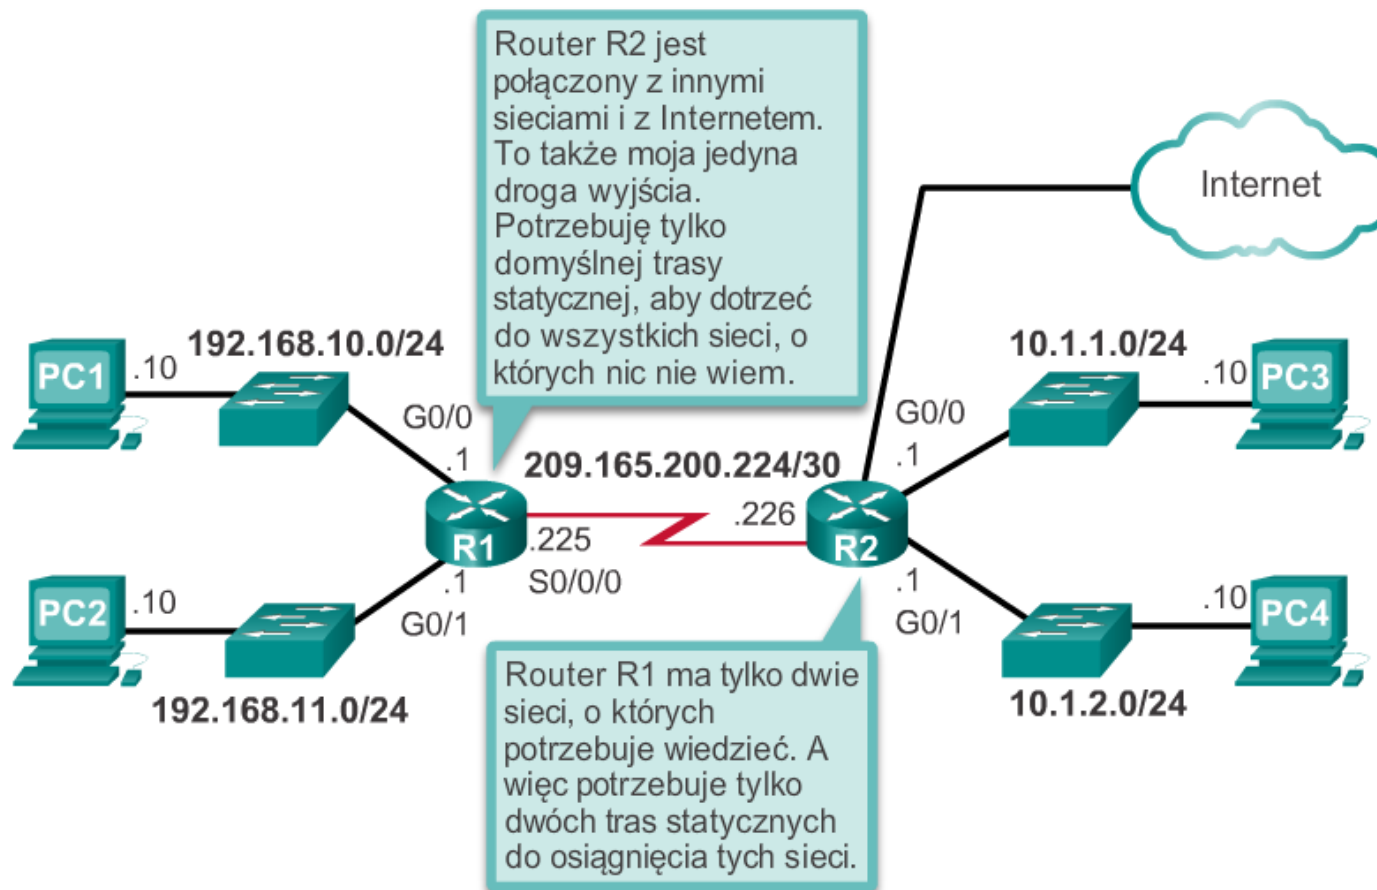 Router R2 jest
połączony z innymi
sieciami i z Internetem.
To także moja jedyna
droga wyjścia.
Potrzebuję tylko
domyślnej trasy
statycznej, aby dotrzeć
do wszystkich sieci, o
których nic nie wiem.
Internet
192.168.10.0/24
PC1
.10
G0/0
.1
10.1.1.0/24
.10
PC3
G0/0
.1
209.165.200.224/30
R1
.225
S0/0/0
.226
R2
PC2
.10
.1
G0/1
192.168.11.0/24
.1
G0/1
.10
PC4
10.1.2.0/24
Router R1 ma tylko dwie
sieci, o których
potrzebuje wiedzieć. A
więc potrzebuje tylko
dwóch tras statycznych
do osiągnięcia tych sieci.